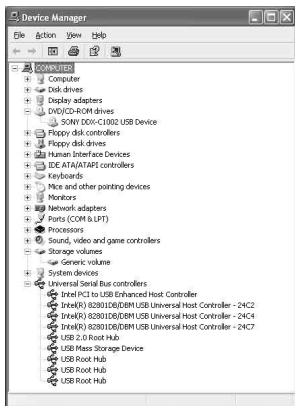 Device Manager
File Action View Help
COMPUTER
Computer
Disk drives
Display adapters
DVD/CD-ROM drives
SONY DDX-C1002 USB Device
Floppy disk controllers
Floppy disk drives
Human Interface Devices
IDE ATA/ATAPI controllers
Keyboards
Mice and other pointing devices
Monitors
Network adapters
Ports (COM & LPT)
Processors
Sound, video and game controllers
Storage volumes
Generic volume
System devices
Universal Serial Bus controllers
Intel PCI to USB Enhanced Host Controller
Intel(R) 82801DB/DBM USB Universal Host Controller - 24C2
Intel(R) 82801DB/DBM USB Universal Host Controller - 24C4
Intel(R) 82801DB/DBM USB Universal Host Controller - 24C7
USB 2.0 Root Hub
USB Mass Storage Device
USB Root Hub
USB Root Hub
USB Root Hub